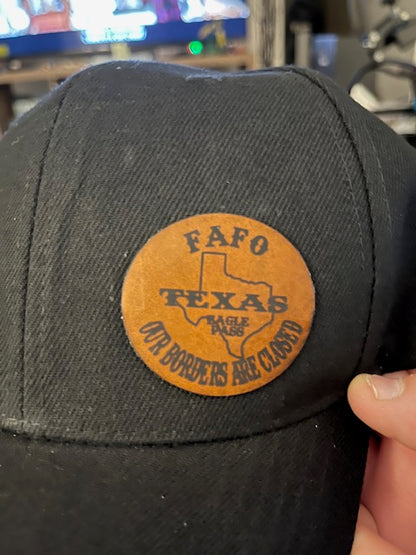 FAFO
TEXAS
EAGLE
PASS
OUR BORDERS ARE CLOSED